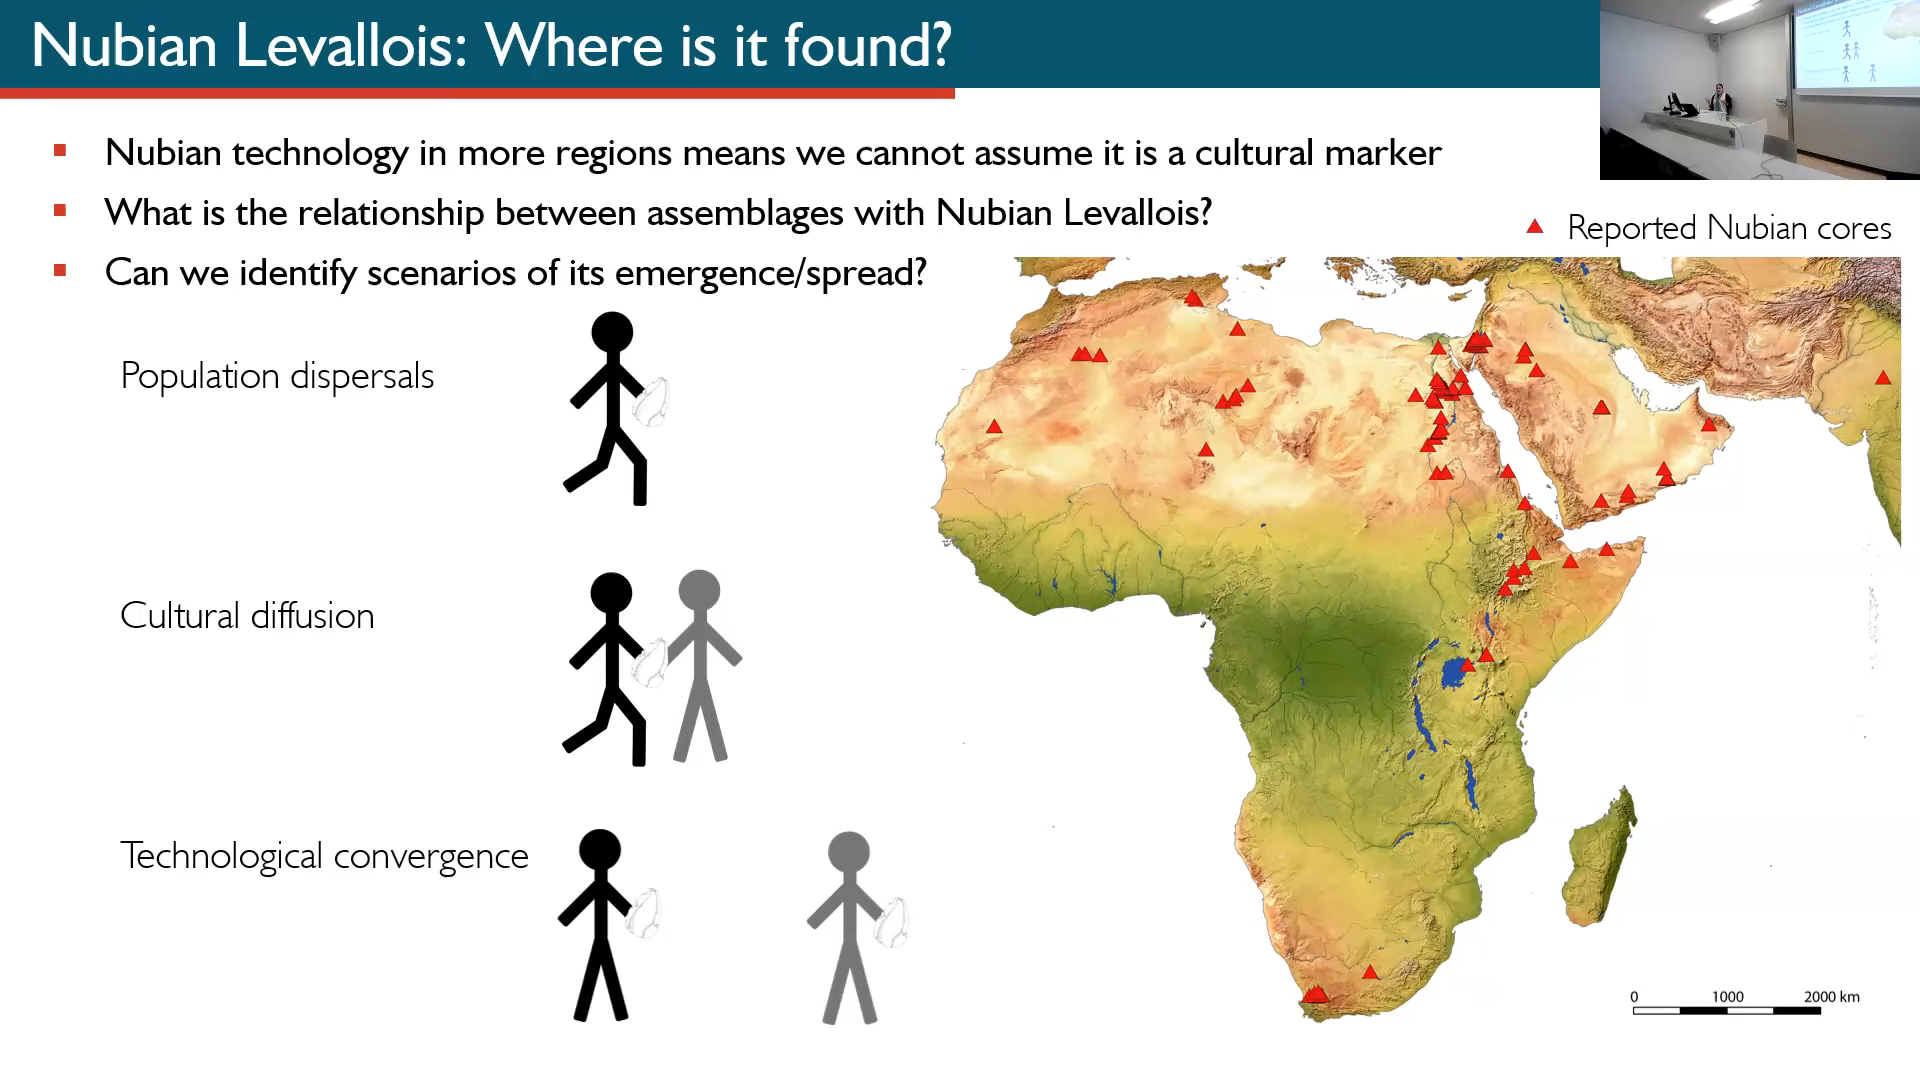 Nubian Levallois: Where is it found?
Nubian technology in more regions means we cannot assume it is a cultural marker
What is the relationship between assemblages with Nubian Levallois?
Can we identify scenarios of its emergence/spread?
Reported Nubian cores
Population dispersals
Cultural diffusion
Technological convergence
0 1000 2000 km